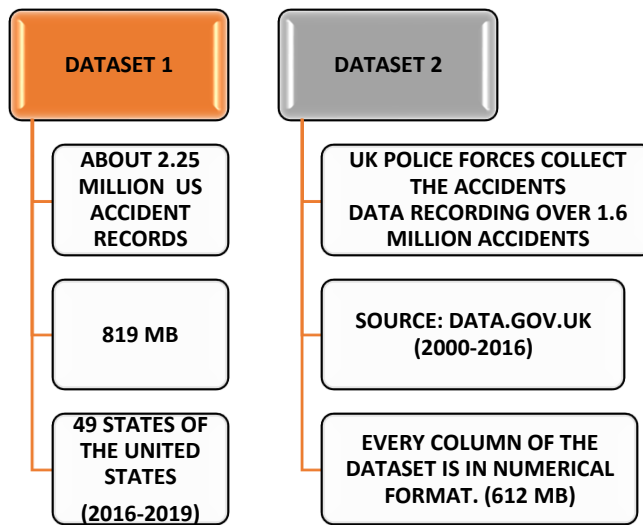 DATASET 1
ABOUT 2.25
MILLION US
ACCIDENT
RECORDS
819 MB
49 STATES OF
THE UNITED
STATES
(2016-2019)
DATASET 2
UK POLICE FORCES COLLECT
THE ACCIDENTS
DATA RECORDING OVER 1.6
MILLION ACCIDENTS
SOURCE: DATA.GOV.UK
(2000-2016)
EVERY COLUMN OF THE
DATASET IS IN NUMERICAL
FORMAT. (612 MB)